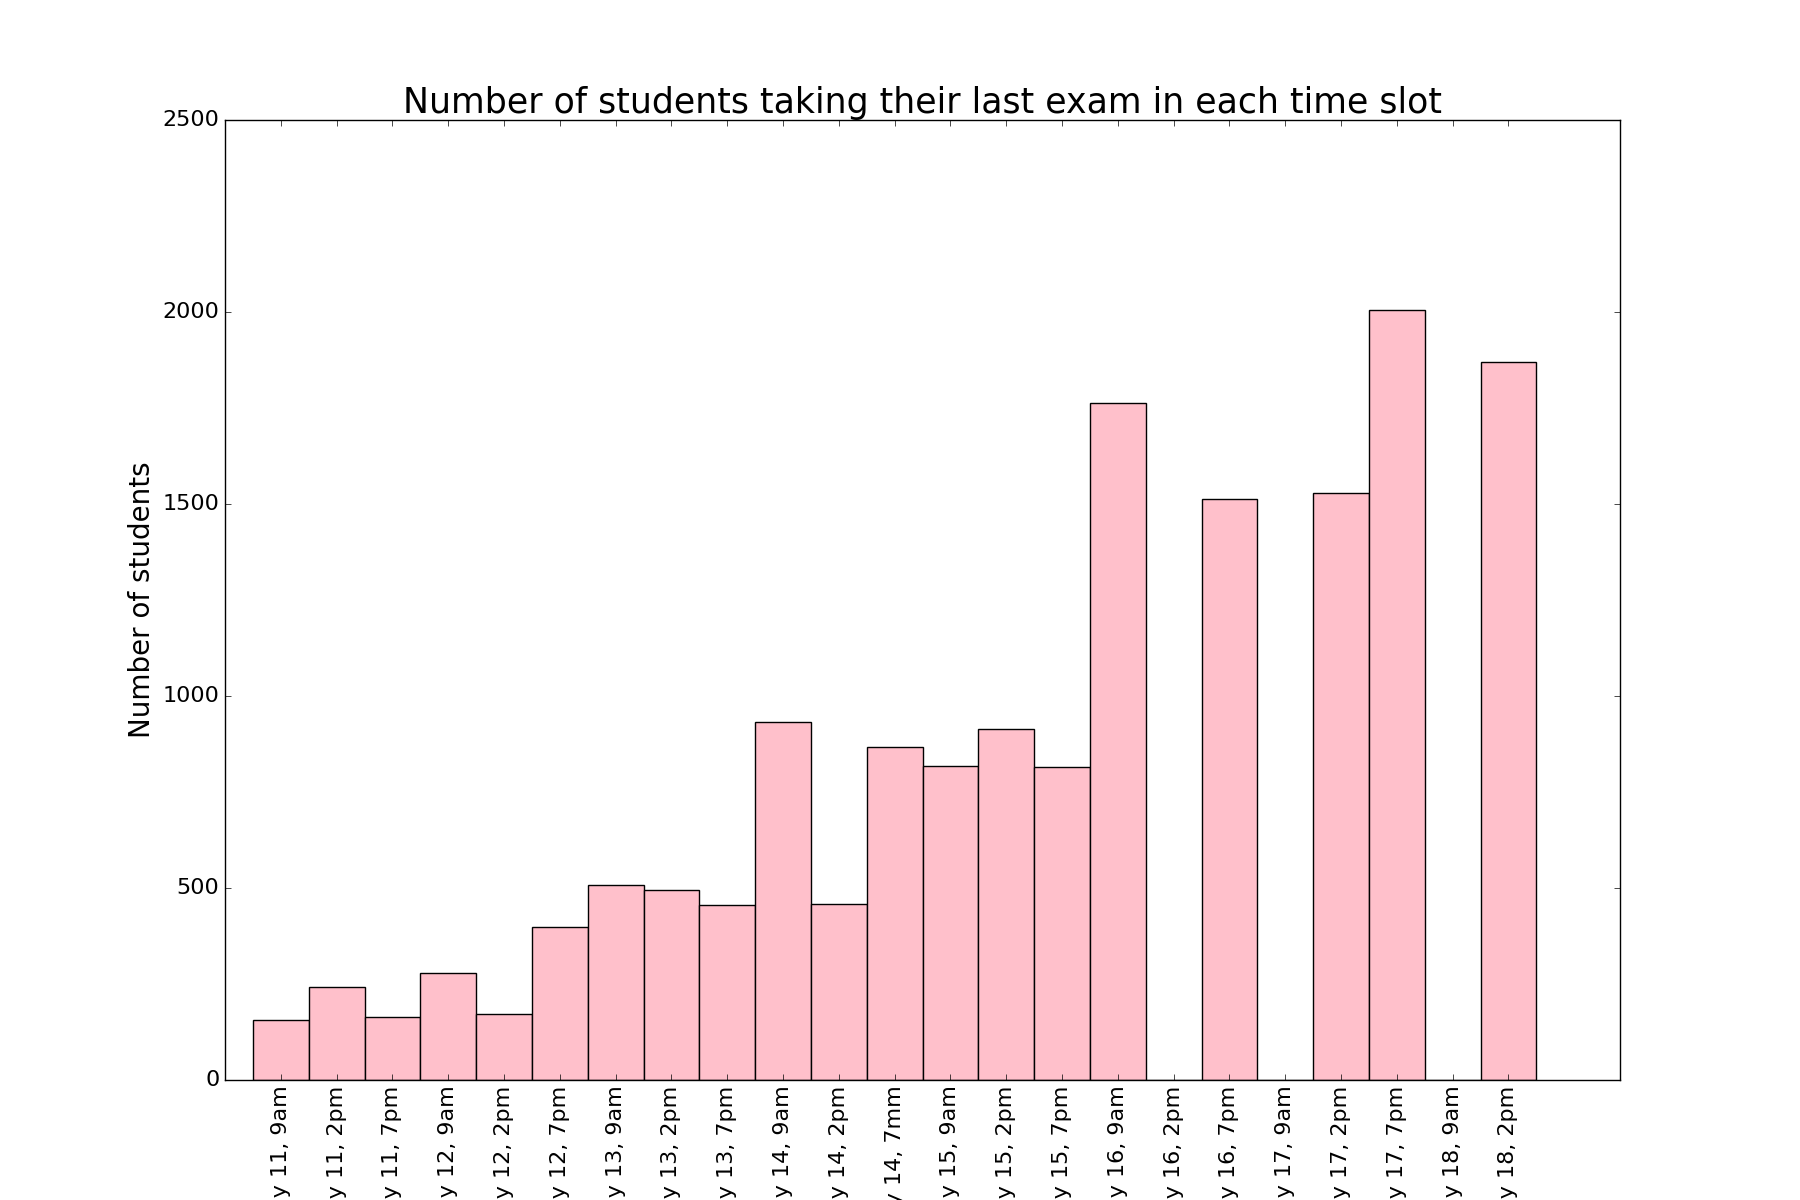 Number of students taking their last exam in each time slot
Number of students
2500
2000
1500
1000
500
0
y 11, 9am
y 11, 2pm
y 11, 7pm
y 12, 9am
y 12, 2pm
y 12, 7pm
y 13, 9am
y 13, 2pm
y 13, 7pm
y 14, 9am
y 14, 2pm
y 14, 7mm
y 15, 9am
y 15, 2pm
y 15, 7pm
y 16, 9am
y 16, 2pm
y 16, 7pm
y 17, 9am
y 17, 2pm
y 17, 7pm
y 18, 9am
y 18, 2pm